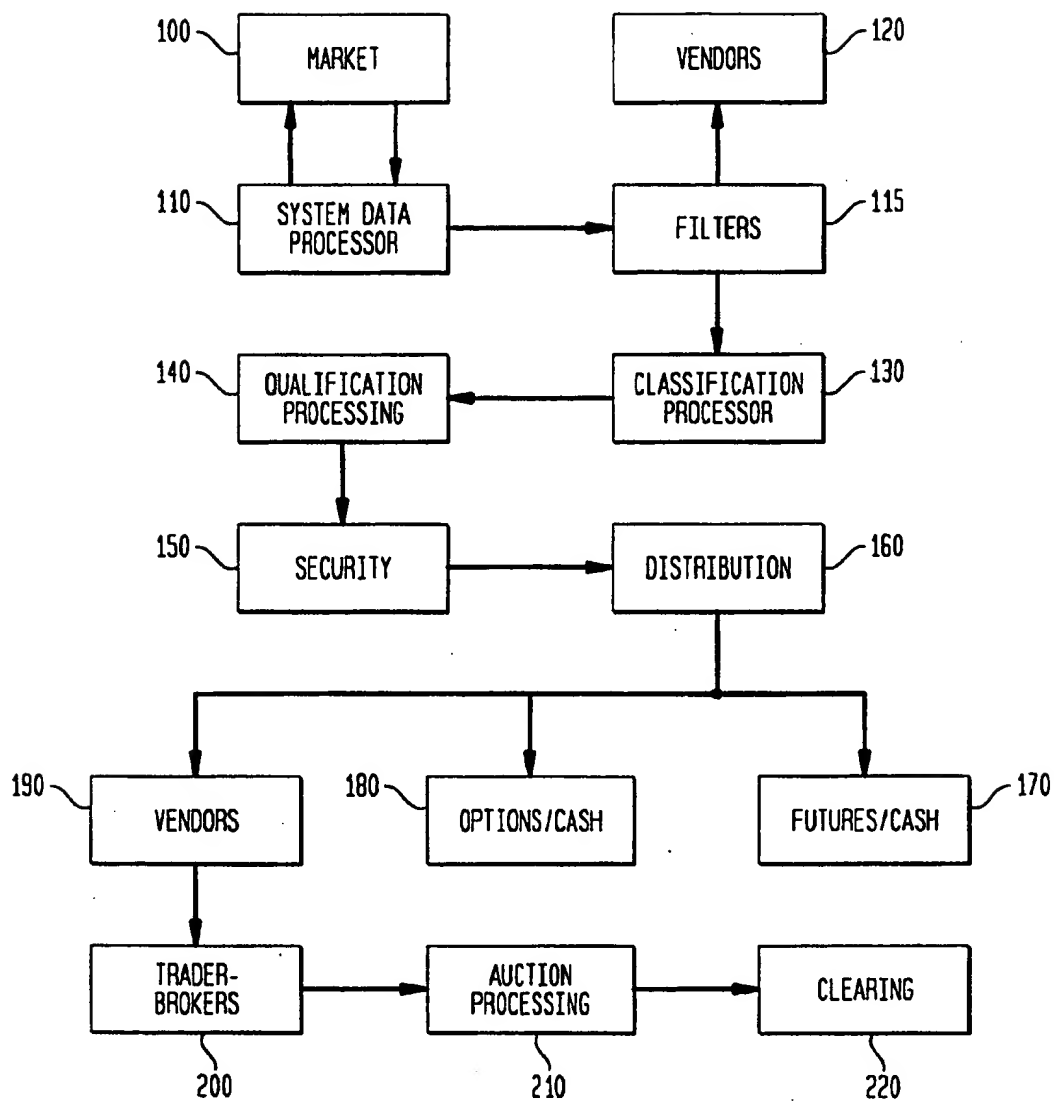 100
MARKET
120
VENDORS
110
SYSTEM DATA
PROCESSOR
115
FILTERS
140
QUALIFICATION
PROCESSING
130
CLASSIFICATION
PROCESSOR
150
SECURITY
160
DISTRIBUTION
190
VENDORS
180
OPTIONS/CASH
170
FUTURES/CASH
TRADER-
BROKERS
200
AUCTION
PROCESSING
210
CLEARING
220